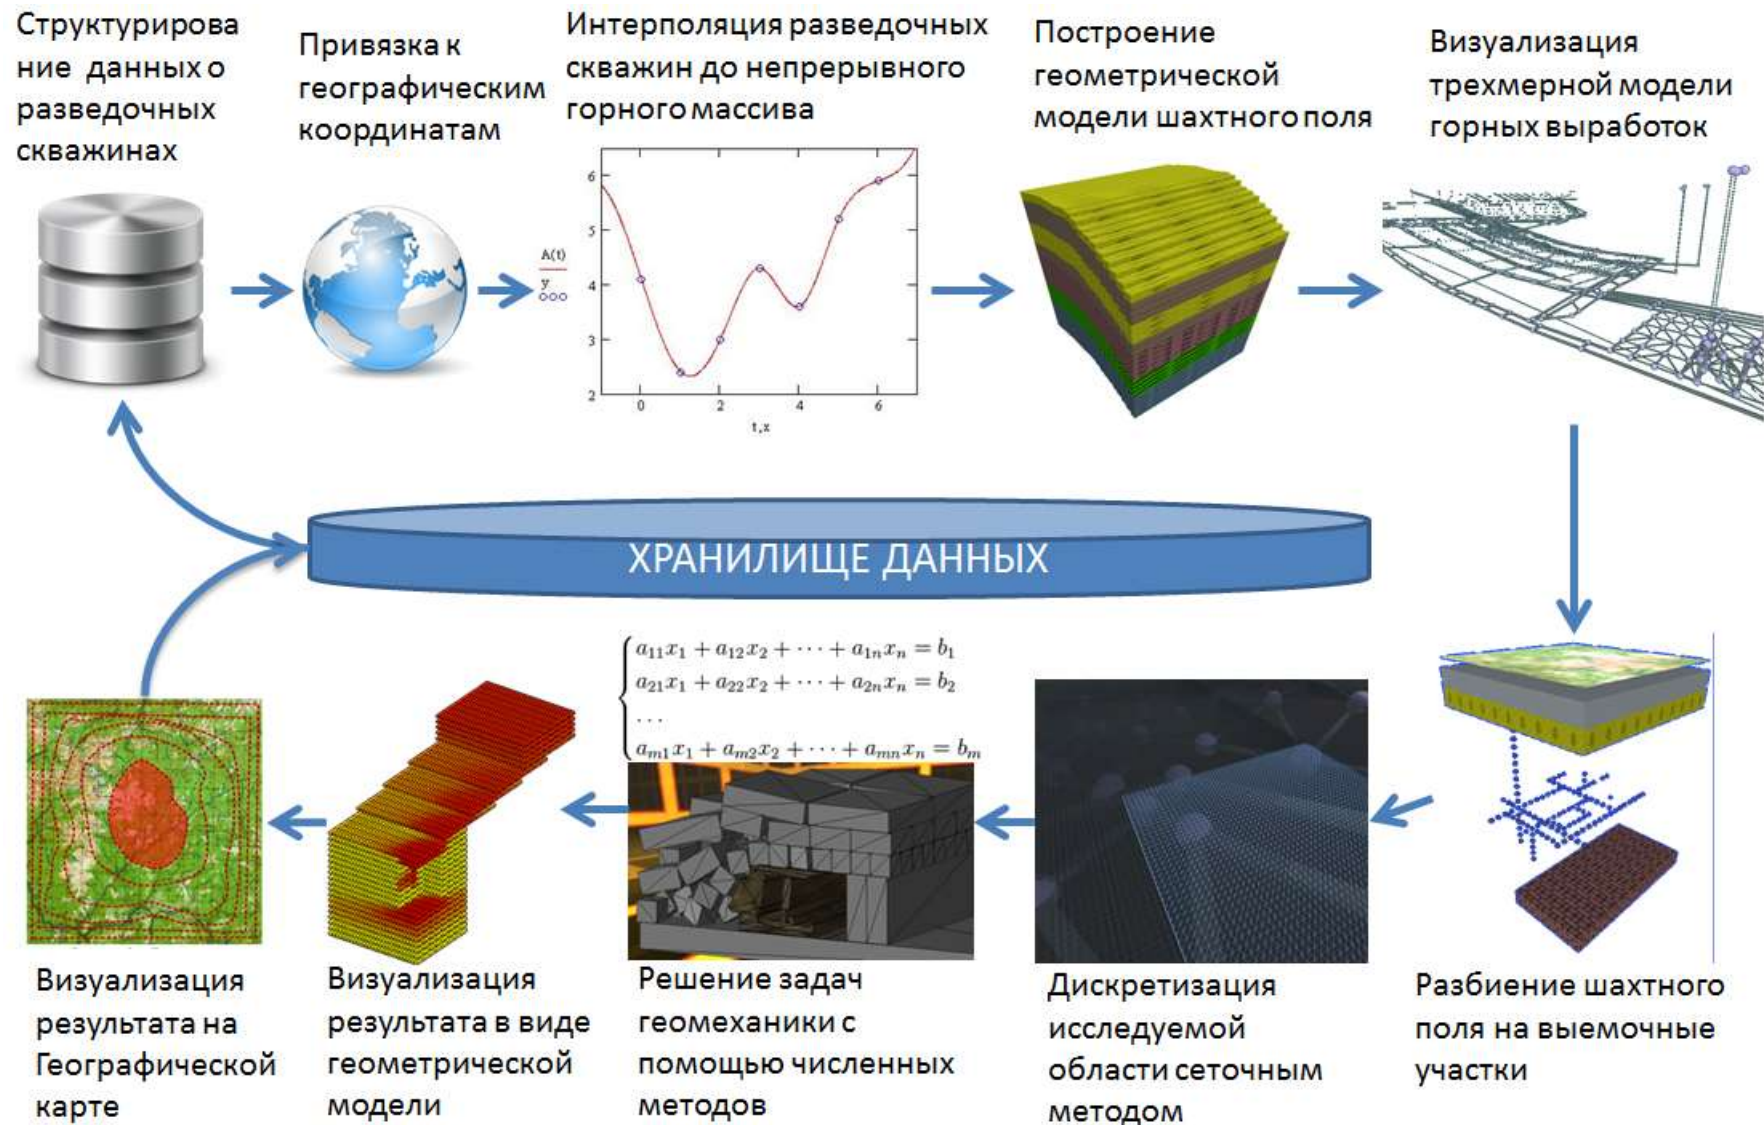 Структурирова
ние данных о
разведочных
скважинах
Привязка к
географическим
координатам
Интерполяция разведочных
скважин до непрерывного
горного массива
Построение
геометрической
модели шахтного поля
Визуализация
трехмерной модели
горных выработок
A(t)
y
6
5
4
3
2
0
2
4
6
t,x
ХРАНИЛИЩЕ ДАННЫХ
a₁₁x₁ + a₁₂x₂ + ⋯ + a₁ₙxₙ = b₁
a₂₁x₁ + a₂₂x₂ + ⋯ + a₂ₙxₙ = b₂
...
aₘ₁x₁ + aₘ₂x₂ + ⋯ + aₘₙxₙ = bₘ
Визуализация
результата на
Географической
карте
Визуализация
результата в виде
геометрической
модели
Решение задач
геомеханики с
помощью численных
методов
Дискретизация
исследуемой
области сеточным
методом
Разбиение шахтного
поля на выемочные
участки